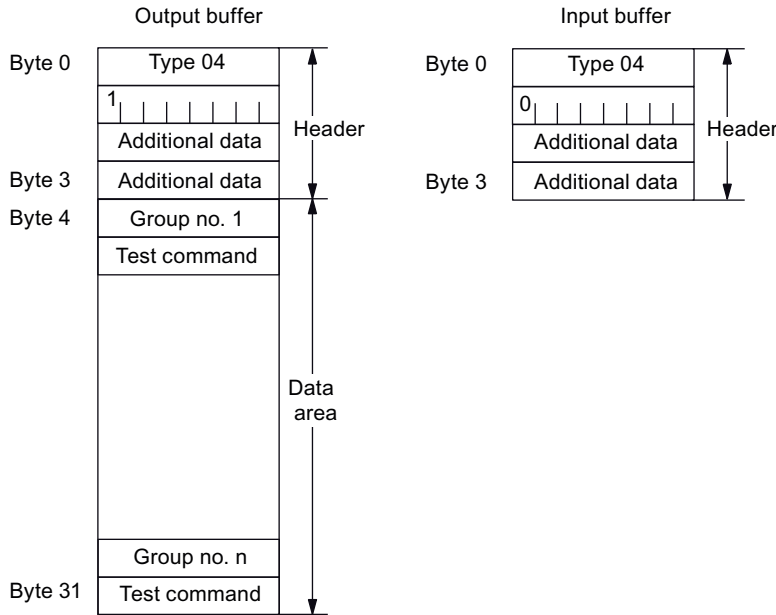 Output buffer
Byte 0
Type 04
1
Header
Additional data
Byte 3
Additional data
Byte 4
Group no. 1
Test command
Data
area
Group no. n
Byte 31
Test command
Input buffer
Byte 0
Type 04
0
Header
Additional data
Byte 3
Additional data